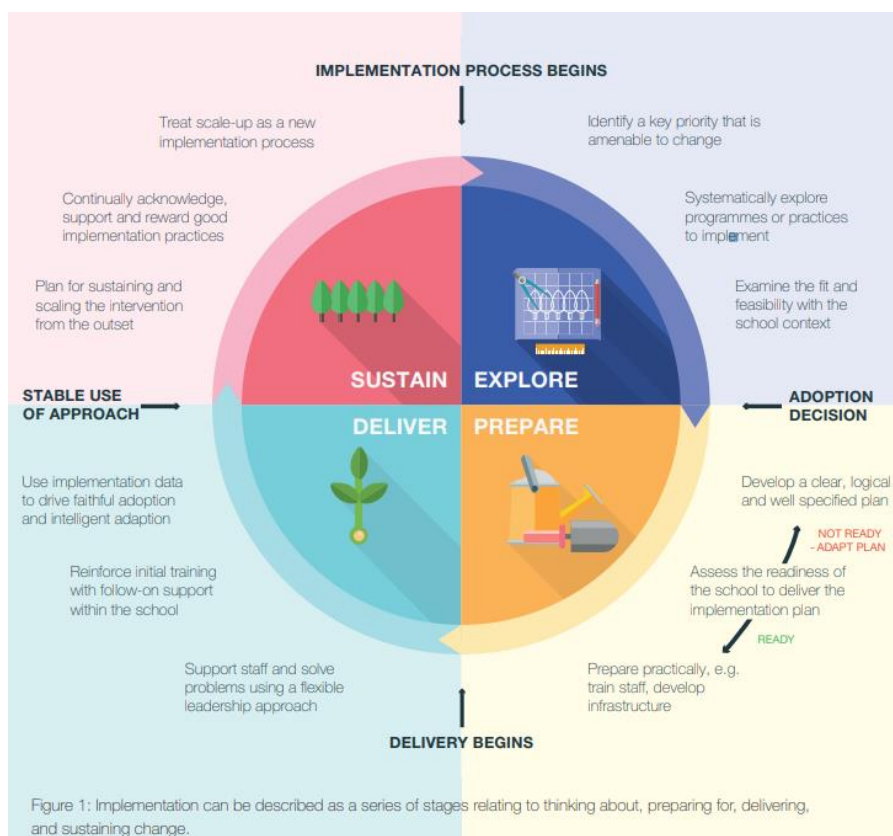 IMPLEMENTATION PROCESS BEGINS
Treat scale-up as a new
implementation process
Identify a key priority that is
amenable to change
Continually acknowledge,
support and reward good
implementation practices
Systematically explore
programmes or practices
to implement
Plan for sustaining and
scaling the intervention
from the outset
Examine the fit and
feasibility with the
school context
SUSTAIN
EXPLORE
STABLE USE
OF APPROACH
ADOPTION
DECISION
DELIVER
PREPARE
Use implementation data
to drive faithful adoption
and intelligent adaption
Develop a clear, logical
and well specified plan
NOT READY
- ADAPT PLAN
Reinforce initial training
with follow-on support
within the school
Assess the readiness of
the school to deliver the
implementation plan
READY
Support staff and solve
problems using a flexible
leadership approach
Prepare practically, e.g.
train staff, develop
infrastructure
DELIVERY BEGINS
Figure 1: Implementation can be described as a series of stages relating to thinking about, preparing for, delivering,
and sustaining change.